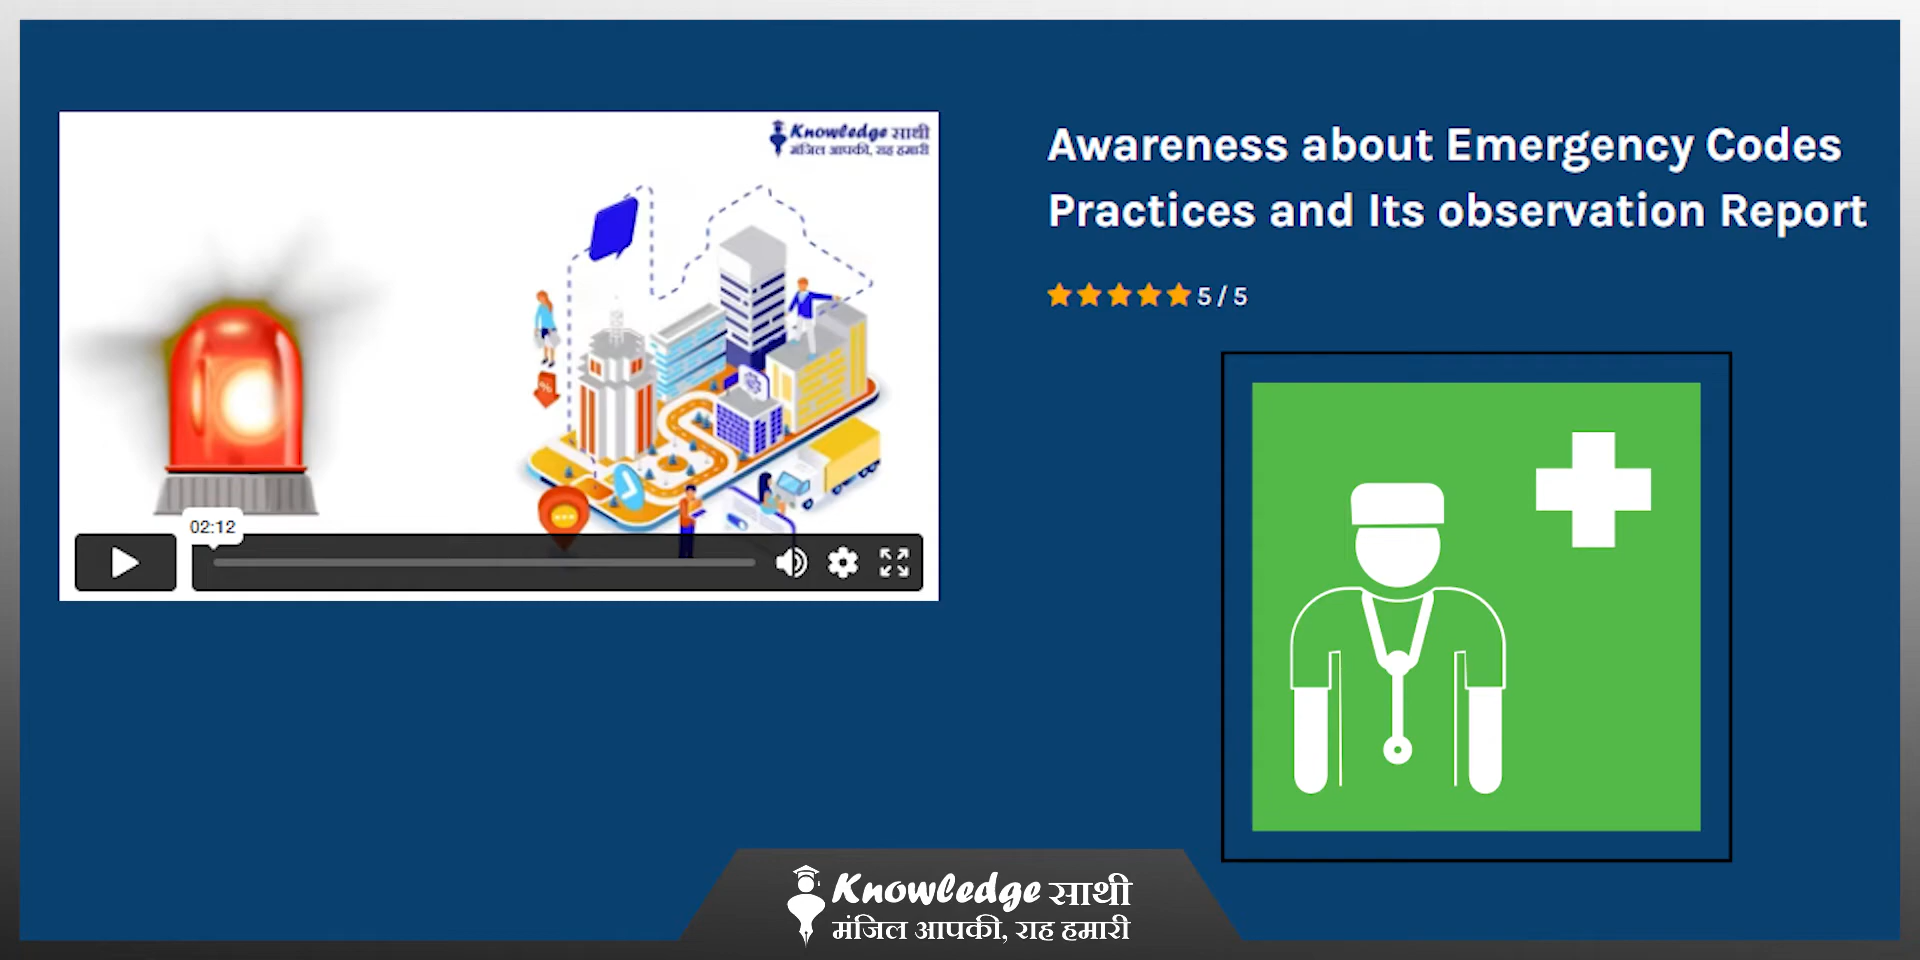 Knowledge साथी
मंजिल आपकी, राह हमारी
02:12
Awareness about Emergency Codes
Practices and Its observation Report
5 / 5
%
Knowledge साथी
मंजिल आपकी, राह हमारी